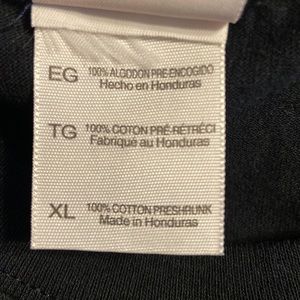 EG 100% ALGODON PRE-ENCOGIDO
Hecho en Honduras
TG 100% COTON PRÉ-RÉTRÉCI
Fabriqué au Honduras
XL 100% COTTON PRESHRUNK
Made in Honduras